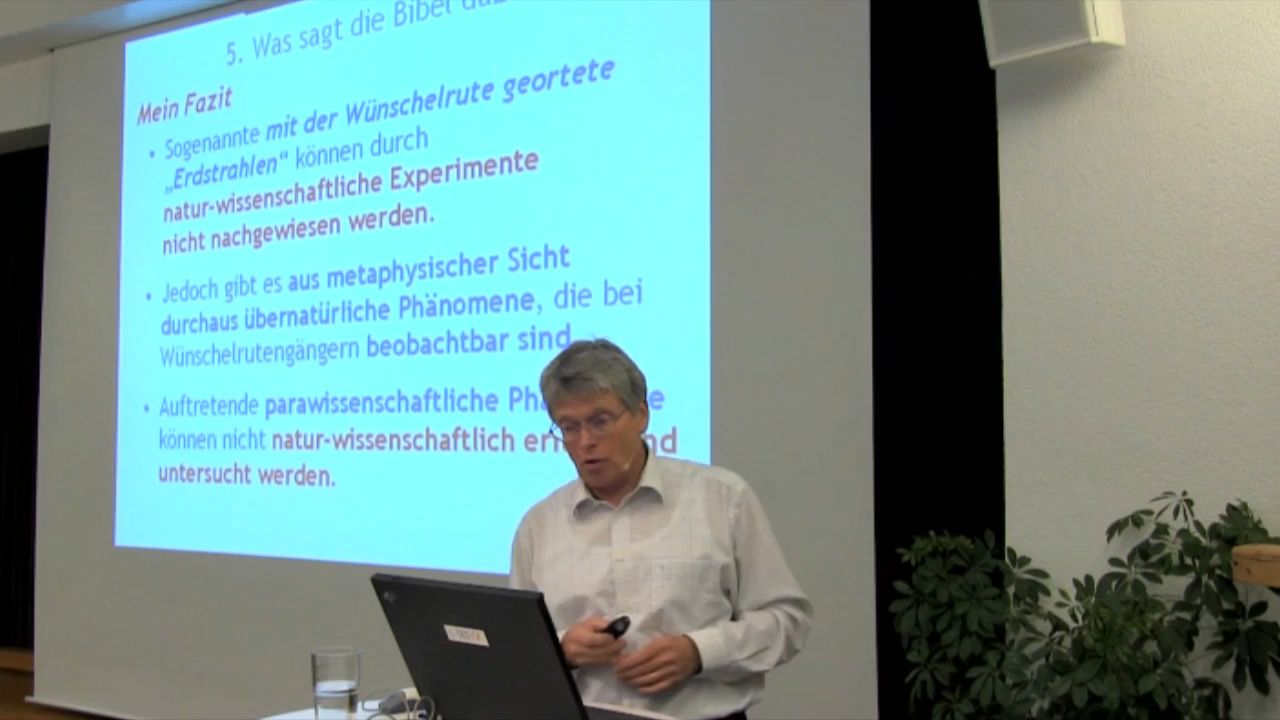 5. Was sagt die Bibel
Mein Fazit
• Sogenannte mit der Wünschelrute geortete
„Erdstrahlen“ können durch
natur-wissenschaftliche Experimente
nicht nachgewiesen werden.
• Jedoch gibt es aus metaphysischer Sicht
durchaus übernatürliche Phänomene, die bei
Wünschelrutengängern beobachtbar sind
• Auftretende parawissenschaftliche
können nicht natur-wissenschaftlich
untersucht werden.